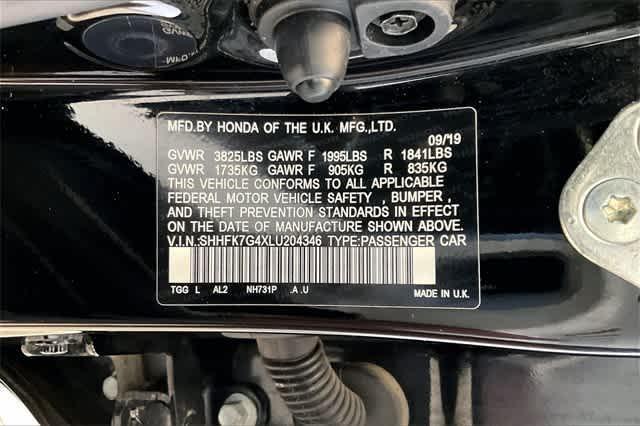 MFD.BY HONDA OF THE U.K. MFG.,LTD.
09/19
GVWR 3825LBS GAWR F 1995LBS R 1841LBS
GVWR 1735KG GAWR F 905KG R 835KG
THIS VEHICLE CONFORMS TO ALL APPLICABLE
FEDERAL MOTOR VEHICLE SAFETY , BUMPER ,
AND THEFT PREVENTION STANDARDS IN EFFECT
ON THE DATE OF MANUFACTURE SHOWN ABOVE.
V.I.N.:SHHFK7G4XLU204346 TYPE:PASSENGER CAR
TGG L AL2 NH731P .A .U
MADE IN U.K.